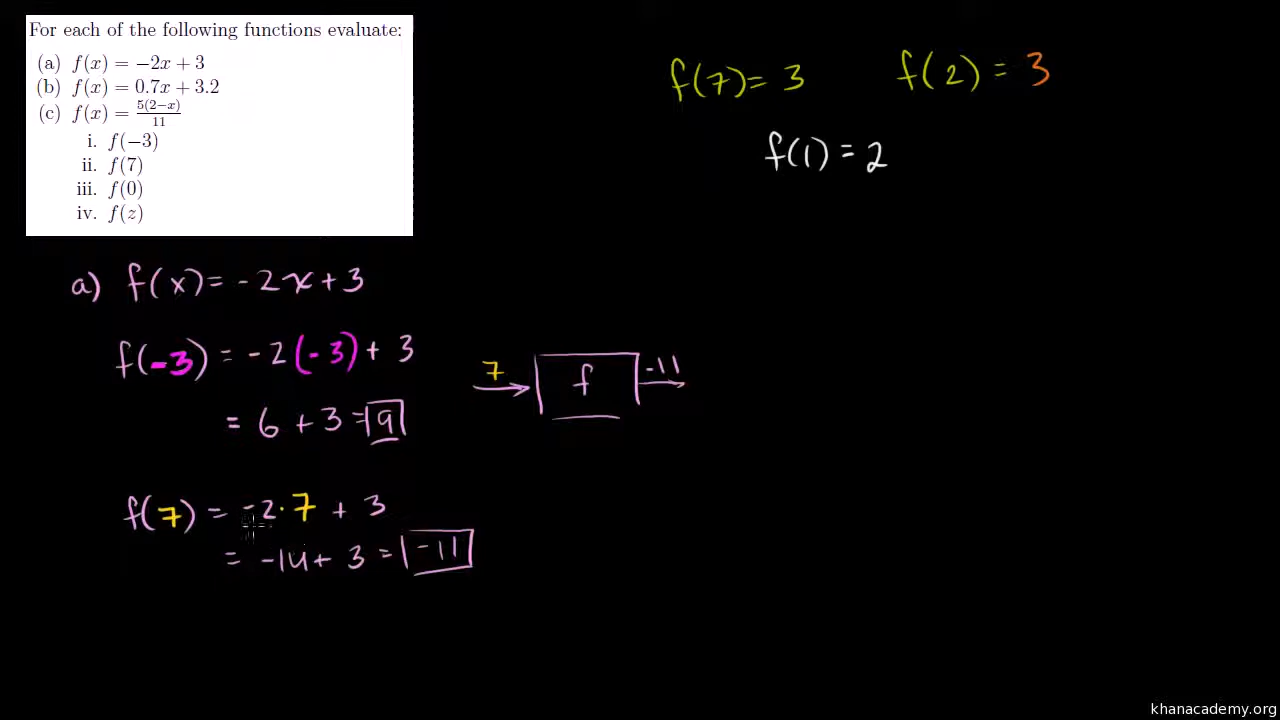 For each of the following functions evaluate:
(a) f(x) = −2x + 3
(b) f(x) = 0.7x + 3.2
(c) f(x) = 5(2−x)/11
i. f(−3)
ii. f(7)
iii. f(0)
iv. f(z)
f(7) = 3
f(2) = 3
f(1) = 2
a) f(x) = -2x + 3
f(-3) = -2(-3) + 3
= 6 + 3 = 9
7 f -11
f(7) = -2·7 + 3
= -14 + 3 = -11
khanacademy.org